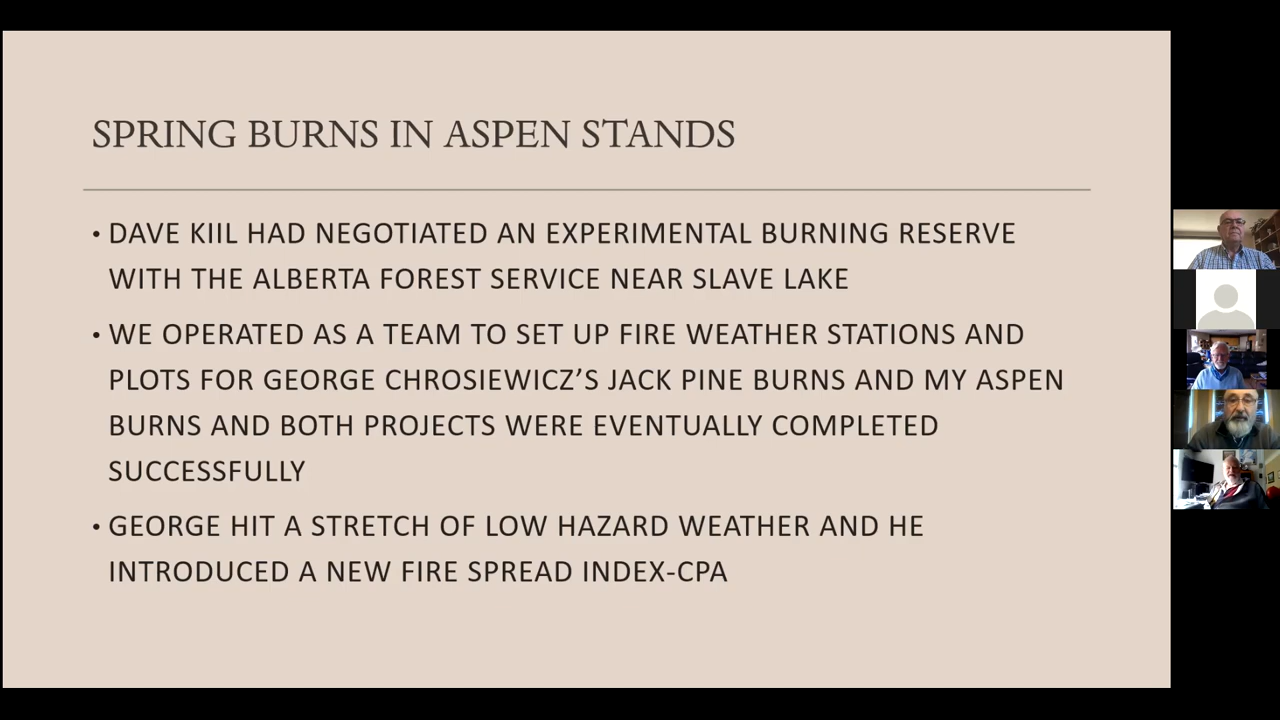 SPRING BURNS IN ASPEN STANDS
• DAVE KIIL HAD NEGOTIATED AN EXPERIMENTAL BURNING RESERVE
WITH THE ALBERTA FOREST SERVICE NEAR SLAVE LAKE
• WE OPERATED AS A TEAM TO SET UP FIRE WEATHER STATIONS AND
PLOTS FOR GEORGE CHROSIEWICZ’S JACK PINE BURNS AND MY ASPEN
BURNS AND BOTH PROJECTS WERE EVENTUALLY COMPLETED
SUCCESSFULLY
• GEORGE HIT A STRETCH OF LOW HAZARD WEATHER AND HE
INTRODUCED A NEW FIRE SPREAD INDEX-CPA